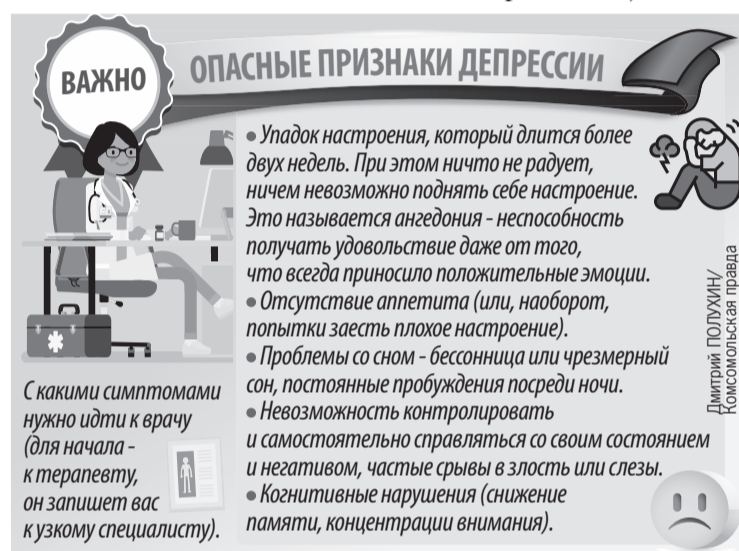 ВАЖНО
ОПАСНЫЕ ПРИЗНАКИ ДЕПРЕССИИ
• Упадок настроения, который длится более
двух недель. При этом ничто не радует,
ничем невозможно поднять себе настроение.
Это называется ангедония - неспособность
получать удовольствие даже от того,
что всегда приносило положительные эмоции.
• Отсутствие аппетита (или, наоборот,
попытки заесть плохое настроение).
• Проблемы со сном - бессонница или чрезмерный
сон, постоянные пробуждения посреди ночи.
• Невозможность контролировать
и самостоятельно справляться со своим состоянием
и негативом, частые срывы в злость или слезы.
• Когнитивные нарушения (снижение
памяти, концентрации внимания).
С какими симптомами
нужно идти к врачу
(для начала -
к терапевту,
он запишет вас
к узкому специалисту).
Дмитрий ПОЛУХИН/
Комсомольская правда